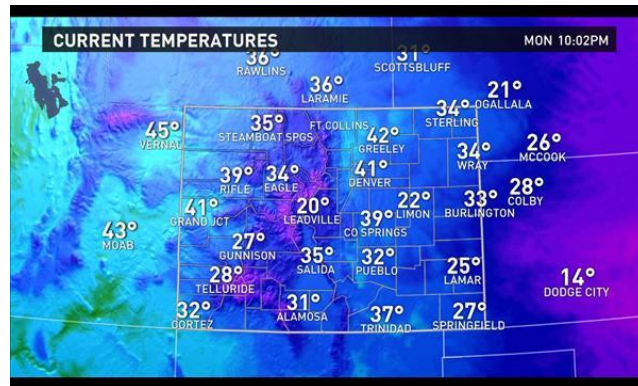 CURRENT TEMPERATURES
MON 10:02PM
36°
RAWLINS
31°
SCOTTSBLUFF
36°
LARAMIE
21°
OGALLALA
45°
VERNAL
35°
STEAMBOAT SPGS
FT. COLLINS
42°
GREELEY
34°
STERLING
39°
RIFLE
34°
EAGLE
41°
DENVER
34°
WRAY
26°
MCCOOK
43°
MOAB
41°
GRAND JCT
20°
LEADVILLE
39°
CO SPRINGS
22°
LIMON
33°
BURLINGTON
28°
COLBY
27°
GUNNISON
35°
SALIDA
32°
PUEBLO
25°
LAMAR
14°
DODGE CITY
28°
TELLURIDE
32°
CORTEZ
31°
ALAMOSA
37°
TRINIDAD
27°
SPRINGFIELD